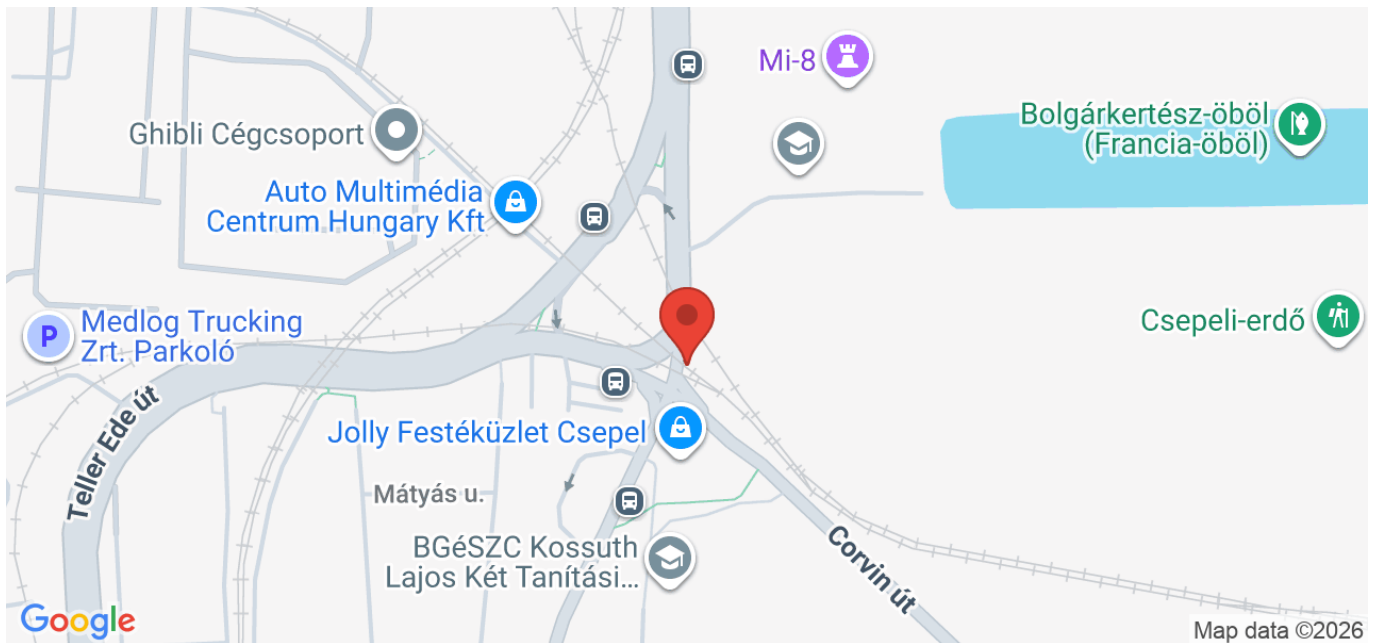 Mi-8
Bolgárkertész-öböl
(Francia-öböl)
Ghibli Cégcsoport
Auto Multimédia
Centrum Hungary Kft
Csepeli-erdő
P
Medlog Trucking
Zrt. Parkoló
Teller Ede út
Jolly Festéküzlet Csepel
Mátyás u.
BGéSZC Kossuth
Lajos Két Tanítási...
Corvin út
Google
Map data ©2026